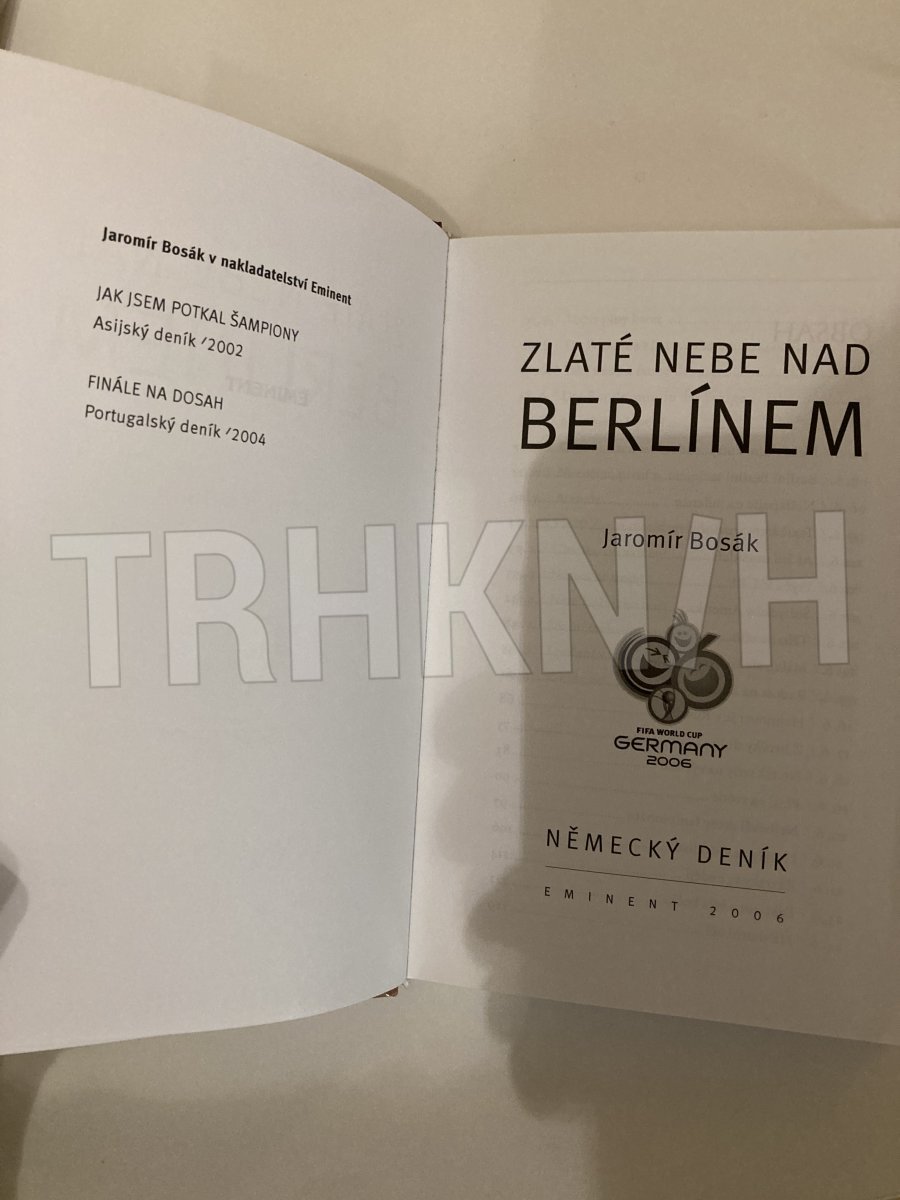 Jaromír Bosák v nakladatelství Eminent
JAK JSEM POTKAL ŠAMPIONY
Asijský deník ʼ2002
FINÁLE NA DOSAH
Portugalský deník ʼ2004
ZLATÉ NEBE NAD
BERLÍNEM
Jaromír Bosák
FIFA WORLD CUP
GERMANY
2006
NĚMECKÝ DENÍK
EMINENT 2006
TRHKNIH